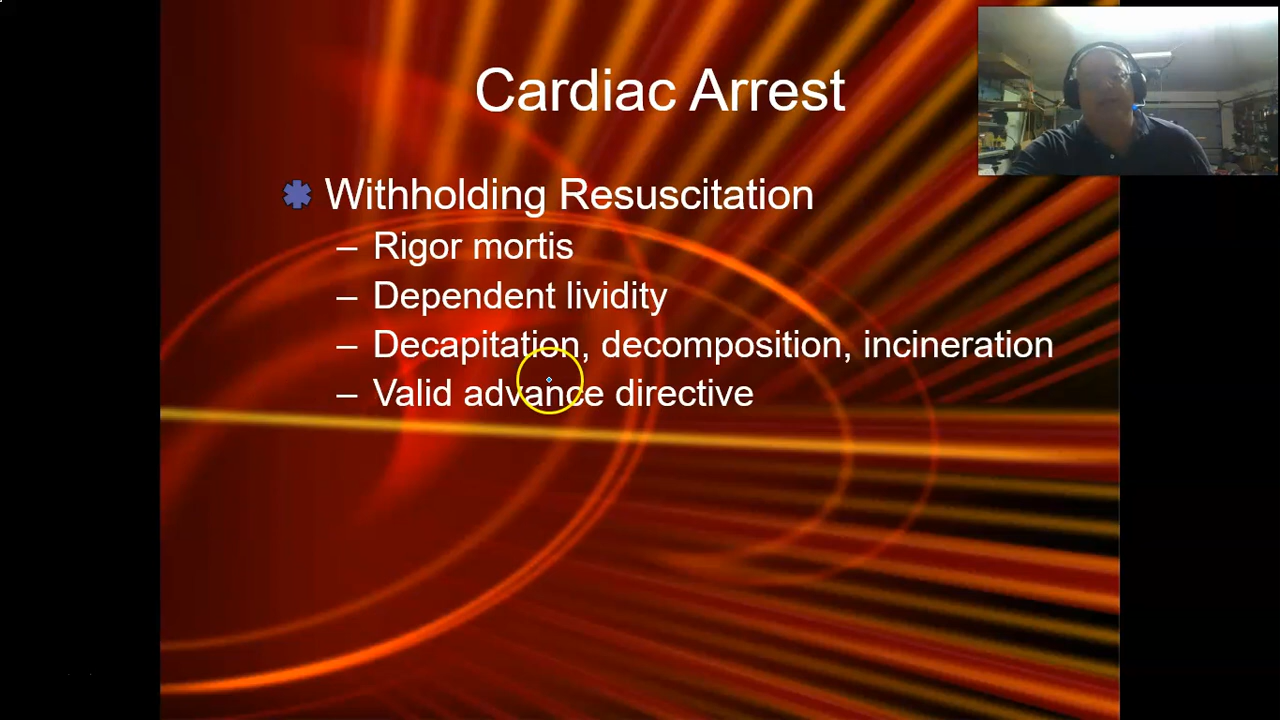 Cardiac Arrest
Withholding Resuscitation
– Rigor mortis
– Dependent lividity
– Decapitation, decomposition, incineration
– Valid advance directive